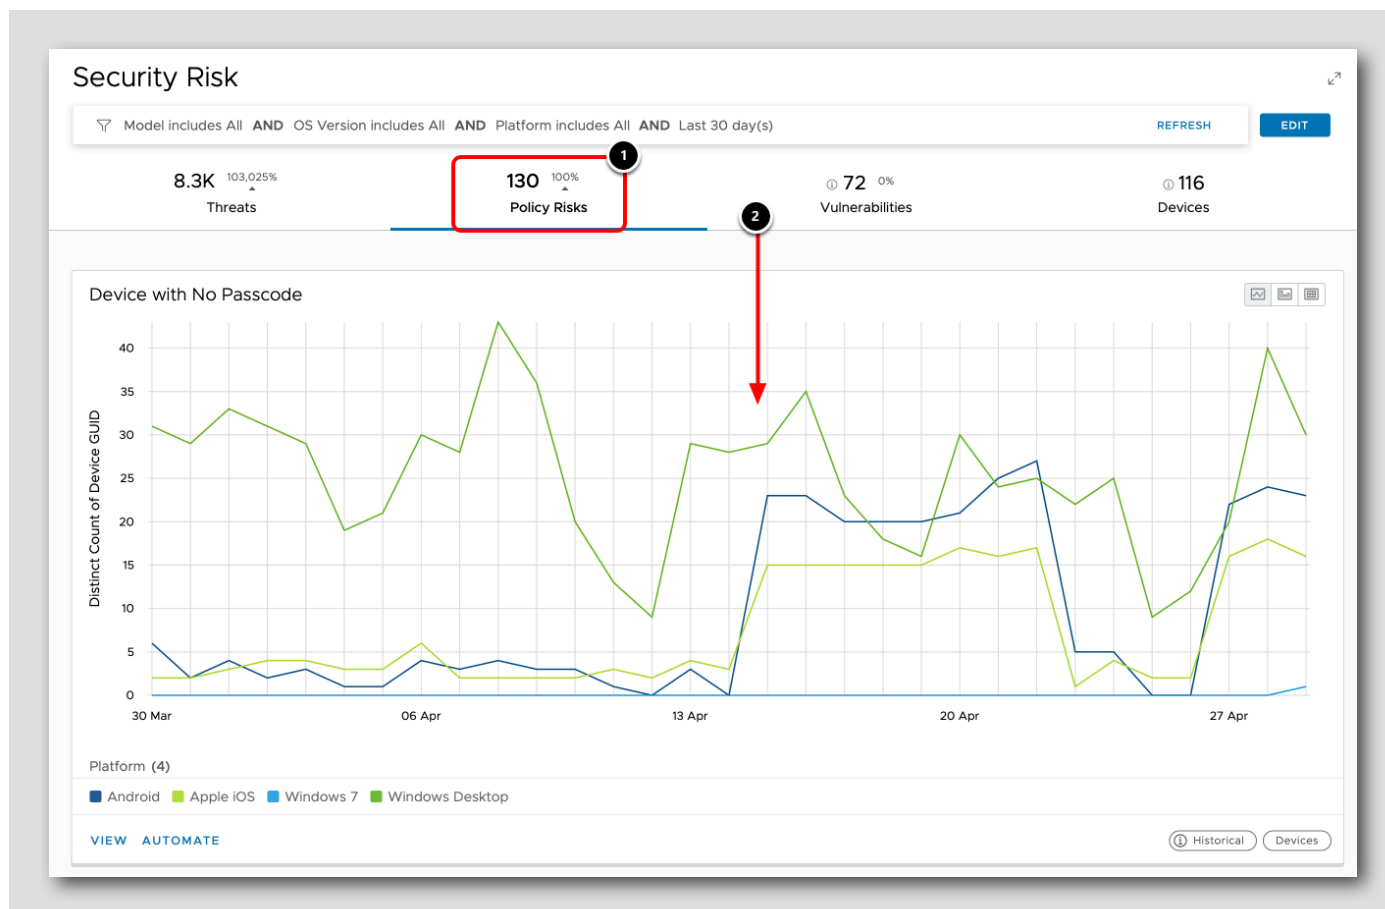 Security Risk
Model includes All AND OS Version includes All AND Platform includes All AND Last 30 day(s)
REFRESH
EDIT
1
8.3K 103,025%
Threats
130 100%
Policy Risks
72 0%
Vulnerabilities
116
Devices
2
Device with No Passcode
Distinct Count of Device GUID
40
35
30
25
20
15
10
5
0
30 Mar
06 Apr
13 Apr
20 Apr
27 Apr
Platform (4)
Android
Apple iOS
Windows 7
Windows Desktop
VIEW
AUTOMATE
Historical
Devices